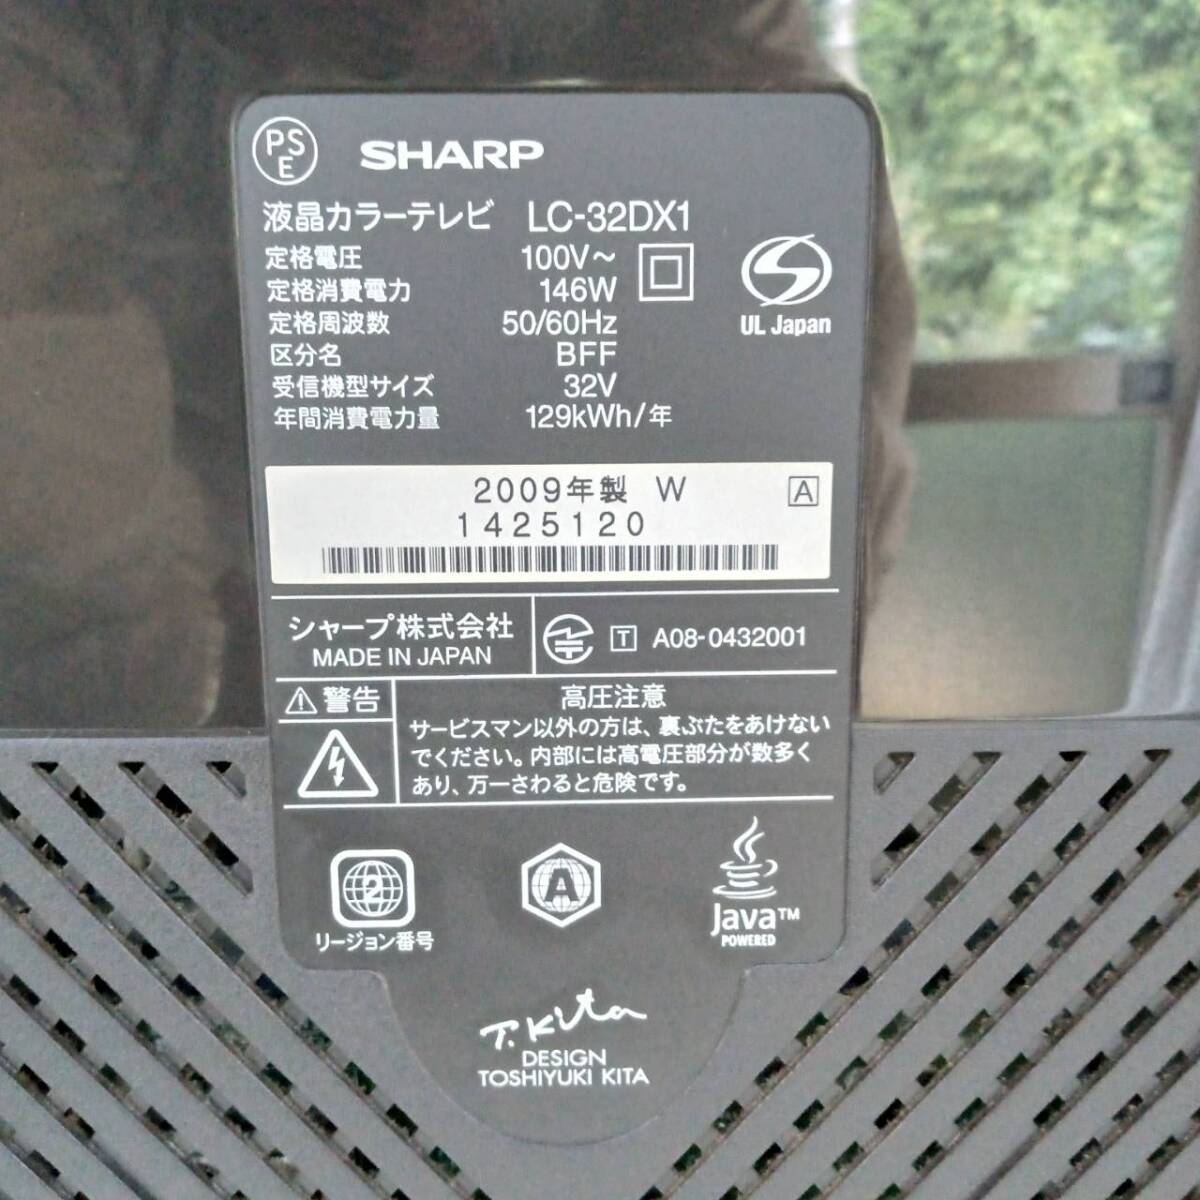 PSE SHARP
液晶カラーテレビ LC-32DX1
定格電圧 100V～
定格消費電力 146W
定格周波数 50/60Hz
区分名 BFF
受信機型サイズ 32V
年間消費電力量 129kWh/年
UL Japan
2009年製 W A
1425120
シャープ株式会社
MADE IN JAPAN
T A08-0432001
警告
高圧注意
サービスマン以外の方は、裏ぶたをあけない
でください。内部には高電圧部分が数多く
あり、万一さわると危険です。
2
リージョン番号
A
Java™
POWERED
T.Kita
DESIGN
TOSHIYUKI KITA